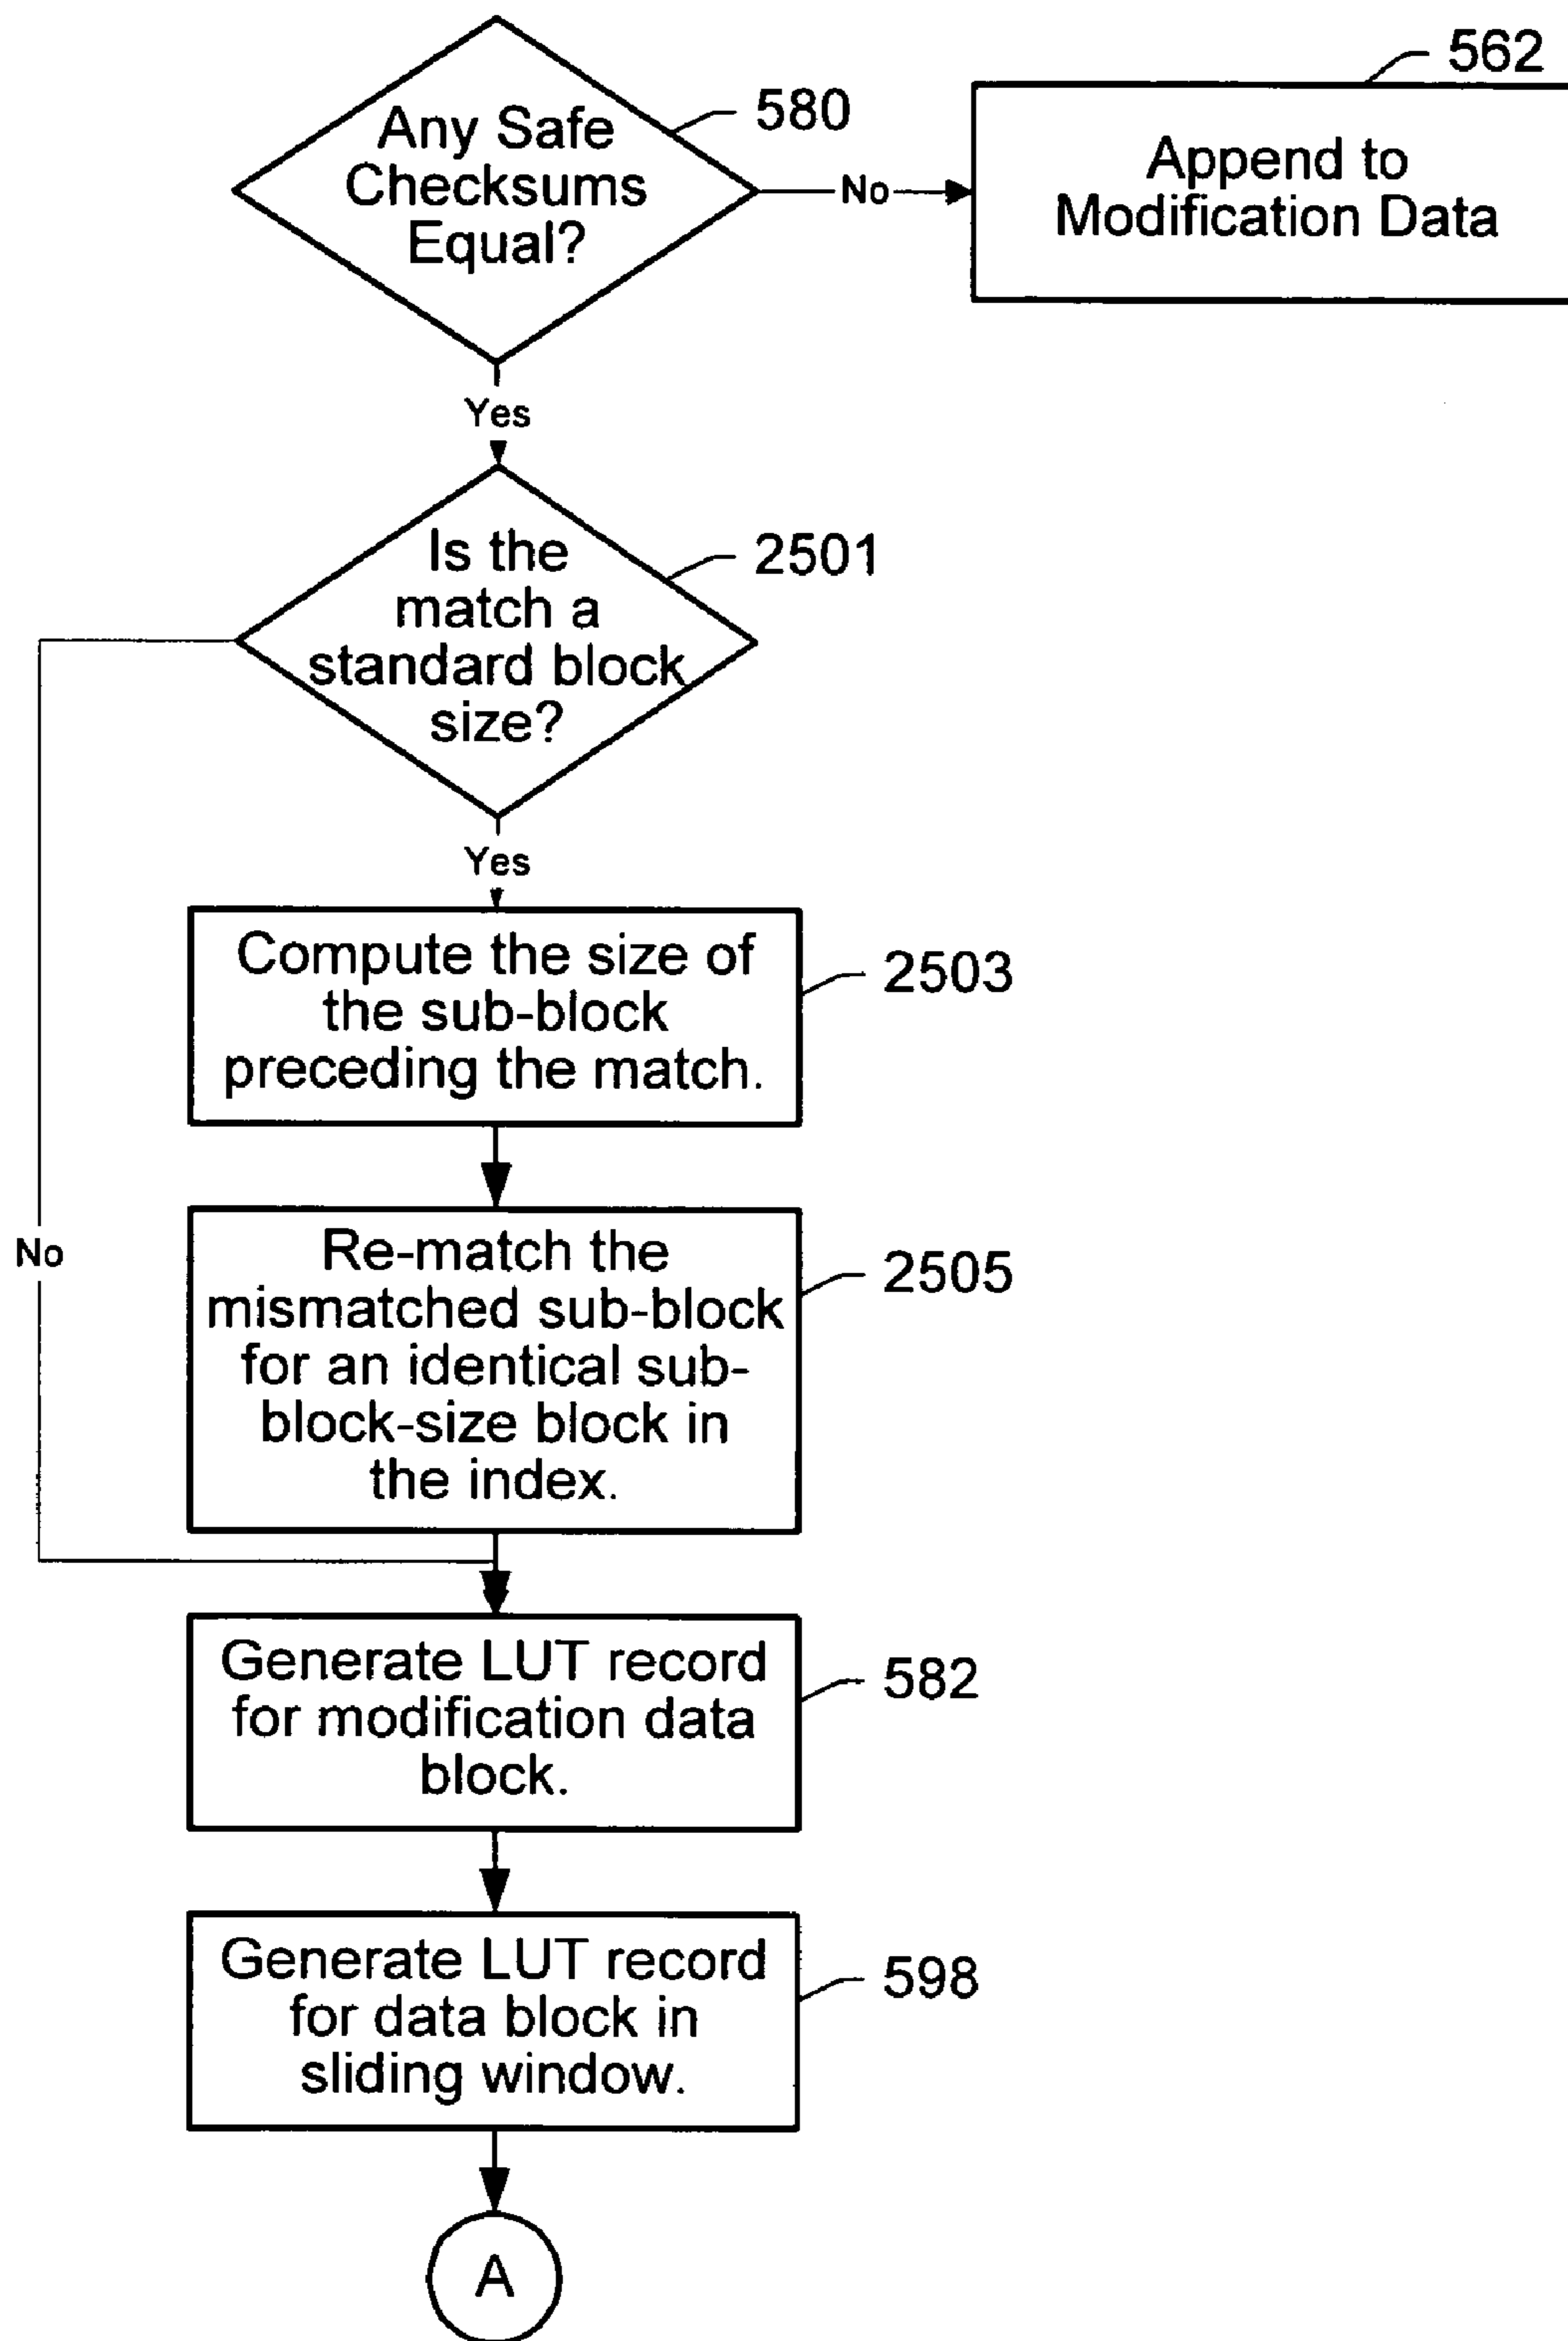 562
Any Safe
Checksums
Equal?
580
No
Append to
Modification Data
Yes
Is the
match a
standard block
size?
2501
Yes
Compute the size of
the sub-block
preceding the match.
2503
No
Re-match the
mismatched sub-block
for an identical sub-
block-size block in
the index.
2505
Generate LUT record
for modification data
block.
582
Generate LUT record
for data block in
sliding window.
598
A